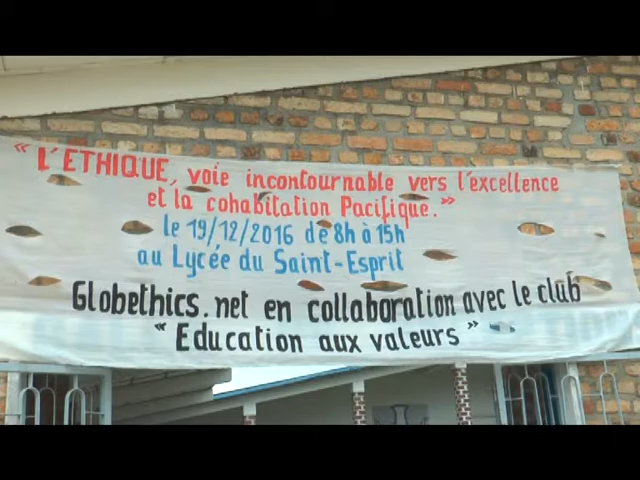 “L'ÉTHIQUE, voie incontournable vers l'excellence
et la cohabitation Pacifique.”
le 19/12/2016 de 8h à 15h
au Lycée du Saint-Esprit
Globethics.net en collaboration avec le club
“Education aux valeurs”